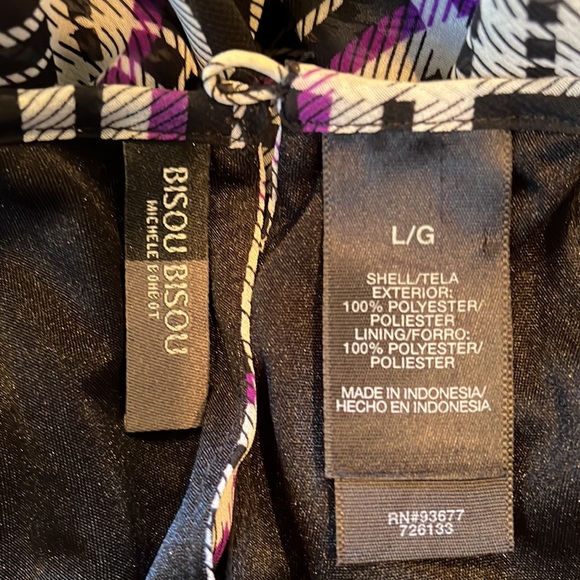 BISOU BISOU
MICHELE BOHBOT
L/G
SHELL/TELA
EXTERIOR:
100% POLYESTER/
POLIESTER
LINING/FORRO:
100% POLYESTER/
POLIESTER
MADE IN INDONESIA/
HECHO EN INDONESIA
RN#93677
726133